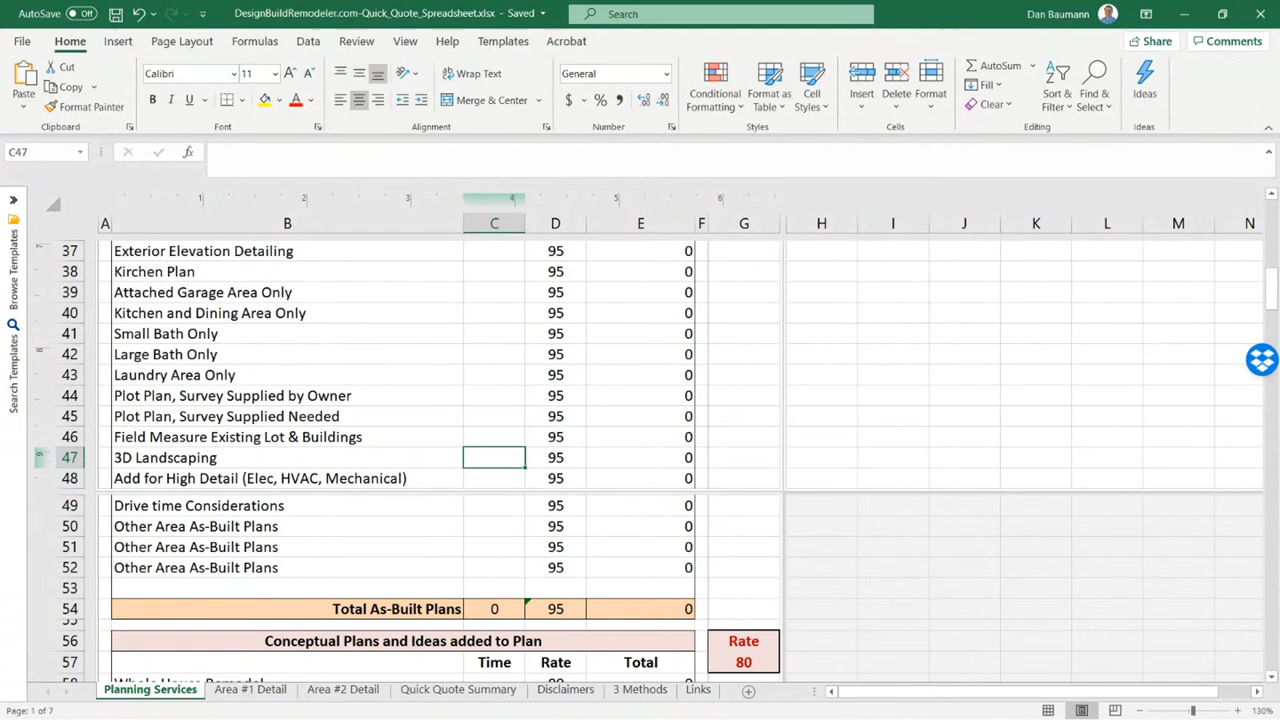 AutoSave Off DesignBuildRemodeler.com-Quick_Quote_Spreadsheet.xlsx - Saved Search Dan Baumann
File Home Insert Page Layout Formulas Data Review View Help Templates Acrobat Share Comments
Paste Cut Copy Format Painter Clipboard
Calibri 11 B I U A Font
Wrap Text Merge & Center Alignment
General $ % Number
Conditional Formatting Format as Table Cell Styles Styles
Insert Delete Format Cells
AutoSum Fill Clear Sort & Filter Find & Select Editing
Ideas Ideas
C47 fx
1 2 3 4 5 6
A B C D E F G H I J K L M N
Browse Templates
Search Templates
37 Exterior Elevation Detailing 95 0
38 Kirchen Plan 95 0
39 Attached Garage Area Only 95 0
40 Kitchen and Dining Area Only 95 0
41 Small Bath Only 95 0
42 Large Bath Only 95 0
43 Laundry Area Only 95 0
44 Plot Plan, Survey Supplied by Owner 95 0
45 Plot Plan, Survey Supplied Needed 95 0
46 Field Measure Existing Lot & Buildings 95 0
47 3D Landscaping 95 0
48 Add for High Detail (Elec, HVAC, Mechanical) 95 0
49 Drive time Considerations 95 0
50 Other Area As-Built Plans 95 0
51 Other Area As-Built Plans 95 0
52 Other Area As-Built Plans 95 0
53
54 Total As-Built Plans 0 95 0
56 Conceptual Plans and Ideas added to Plan Rate
57 Time Rate Total 80
Planning Services Area #1 Detail Area #2 Detail Quick Quote Summary Disclaimers 3 Methods Links
Page: 1 of 7 130%